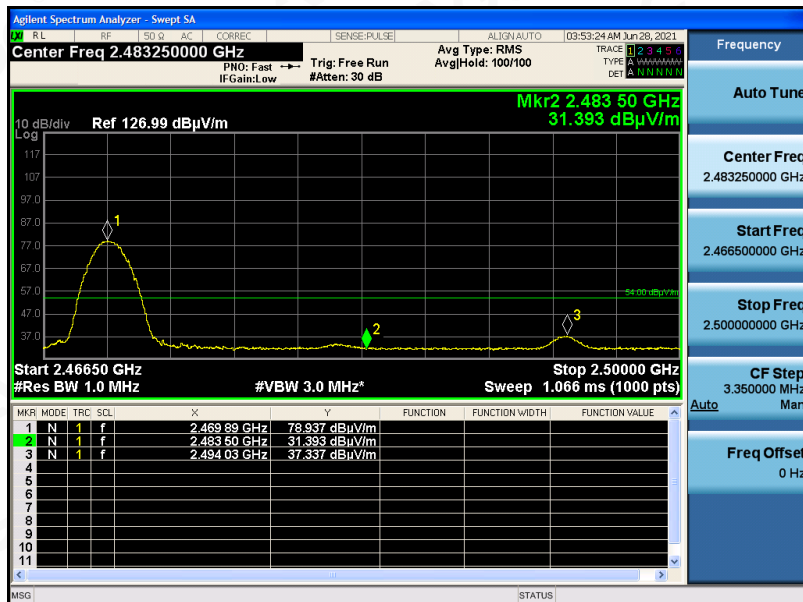 Agilent Spectrum Analyzer - Swept SA
RL RF 50 Ω AC CORREC SENSE:PULSE ALIGN AUTO 03:53:24 AM Jun 28, 2021
Center Freq 2.483250000 GHz
PNO: Fast
IFGain:Low
Trig: Free Run
#Atten: 30 dB
Avg Type: RMS
Avg|Hold: 100/100
TRACE 1 2 3 4 5 6
TYPE A WWWWW
DET A N N N N N
Mkr2 2.483 50 GHz
31.393 dBµV/m
10 dB/div Ref 126.99 dBµV/m
Log
117
107
97.0
87.0
77.0
67.0
57.0
47.0
37.0
1
2
3
54.00 dBµV/m
Start 2.46650 GHz Stop 2.50000 GHz
#Res BW 1.0 MHz #VBW 3.0 MHz* Sweep 1.066 ms (1000 pts)
MKR MODE TRC SCL X Y FUNCTION FUNCTION WIDTH FUNCTION VALUE
1 N 1 f 2.469 89 GHz 78.937 dBµV/m
2 N 1 f 2.483 50 GHz 31.393 dBµV/m
3 N 1 f 2.494 03 GHz 37.337 dBµV/m
4
5
6
7
8
9
10
11
MSG STATUS
Frequency
Auto Tune
Center Freq
2.483250000 GHz
Start Freq
2.466500000 GHz
Stop Freq
2.500000000 GHz
CF Step
3.350000 MHz
Auto Man
Freq Offset
0 Hz